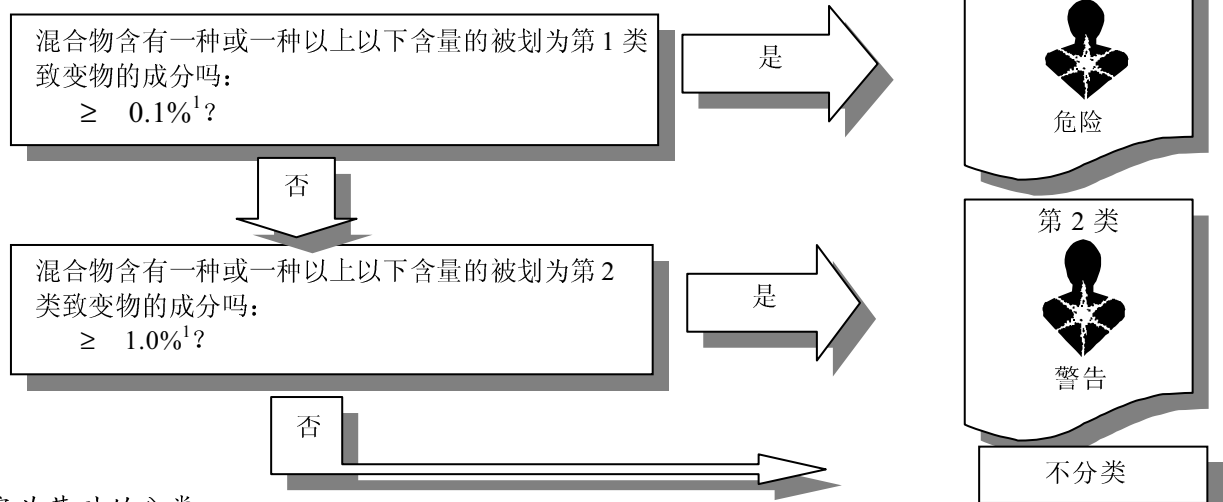 混合物含有一种或一种以上以下含量的被划为第 1 类
致变物的成分吗：
≥ 0.1%¹？
是
危险
否
混合物含有一种或一种以上以下含量的被划为第 2
类致变物的成分吗：
≥ 1.0%¹？
是
第 2 类
警告
否
不分类